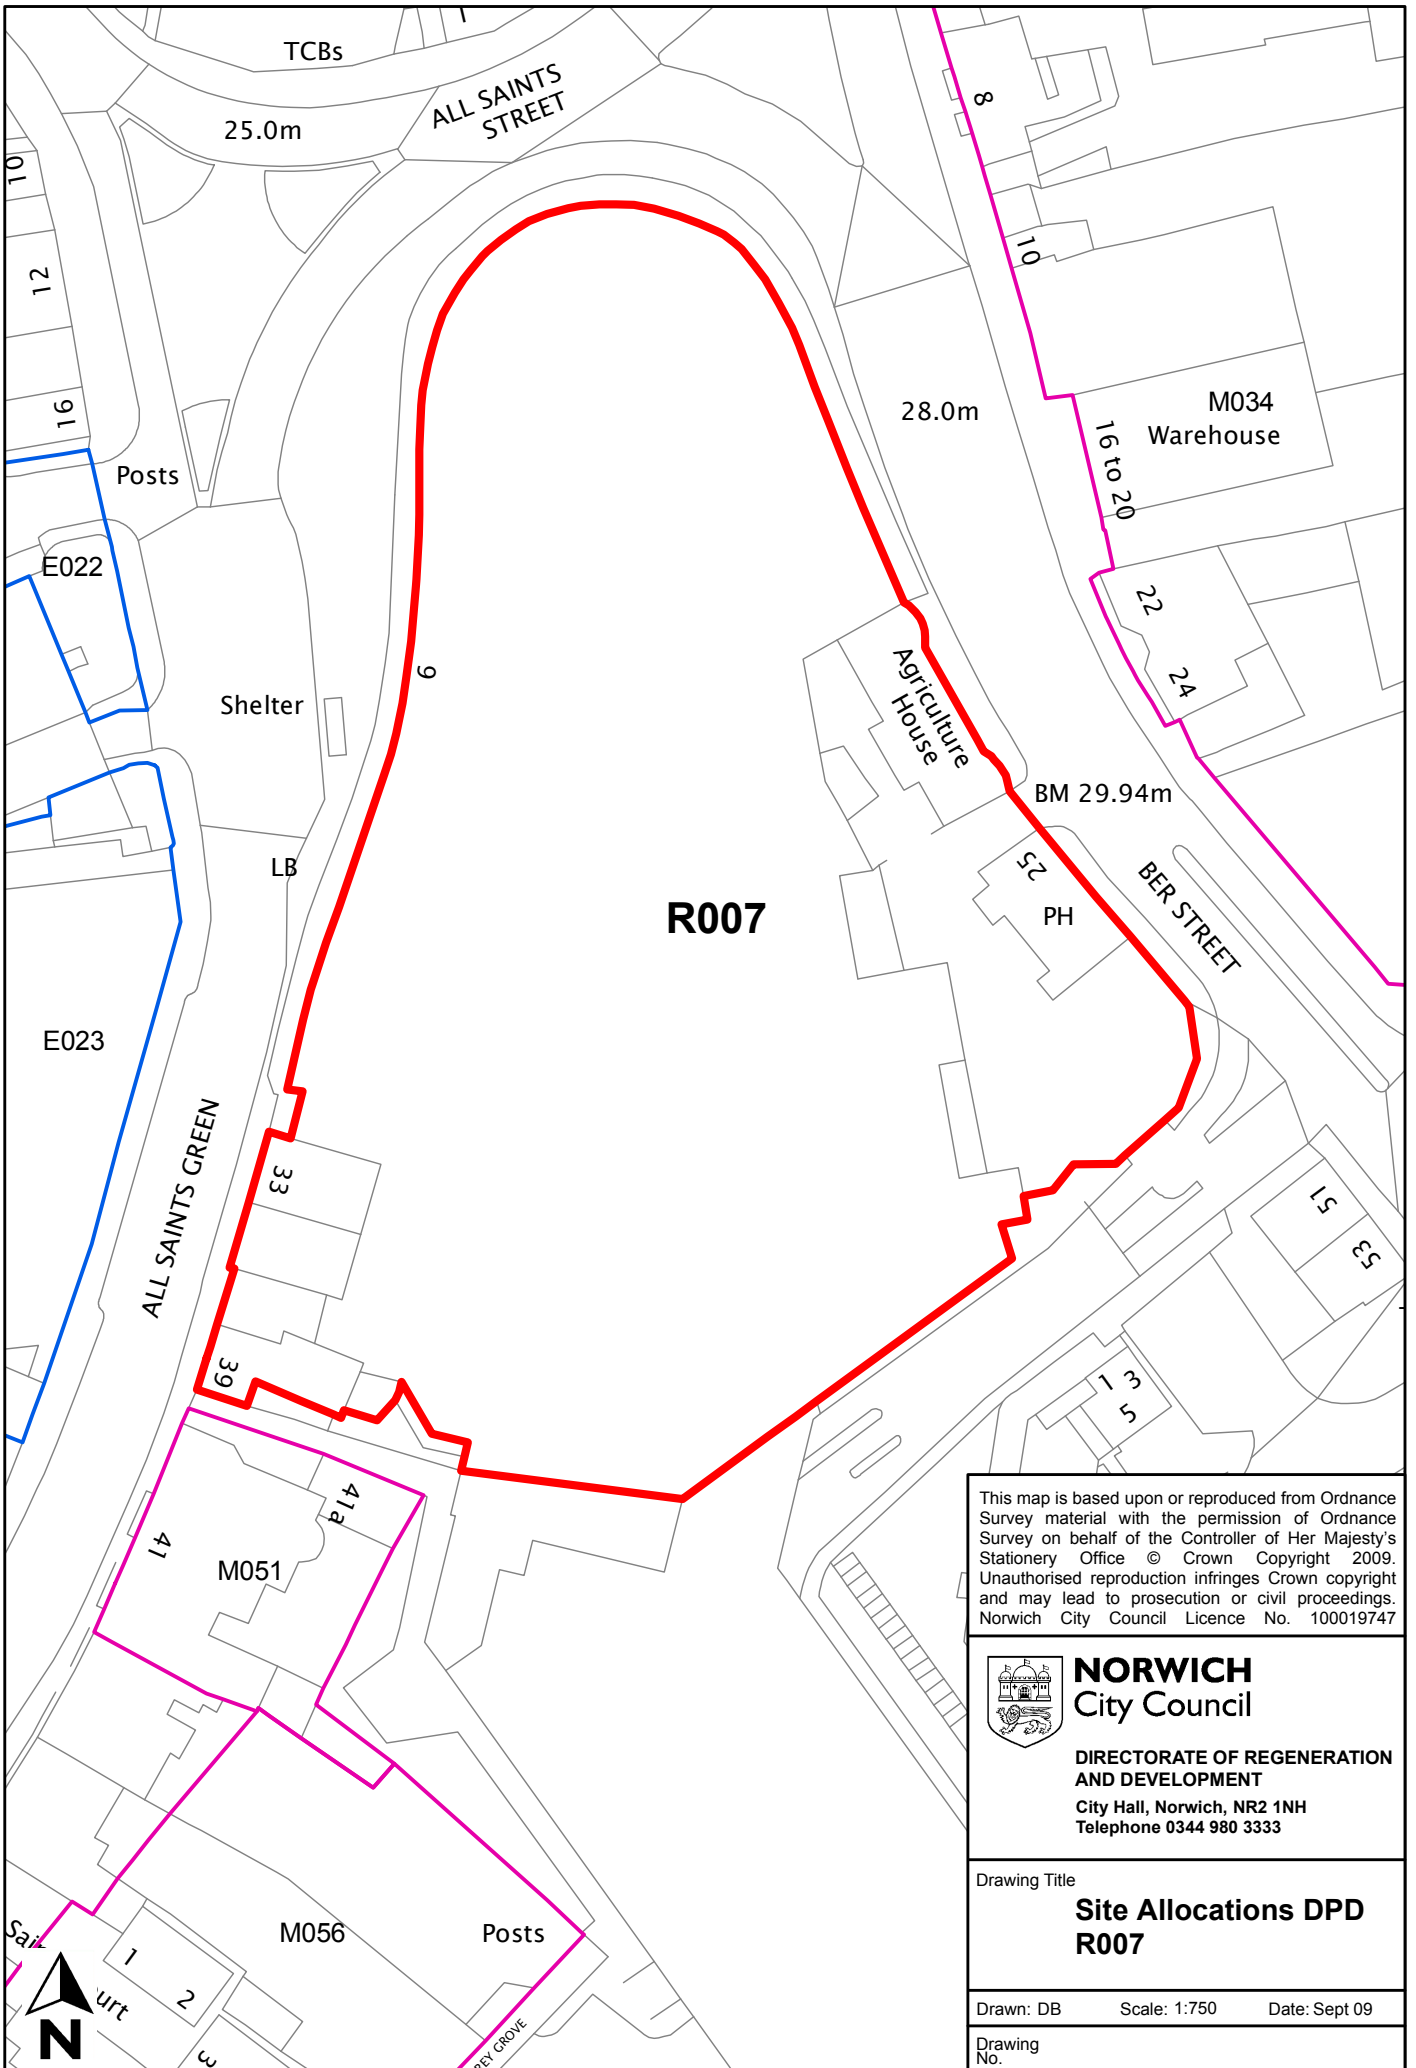 TCBs
ALL SAINTS
STREET
25.0m
8
10
12
10
16
28.0m
M034
Warehouse
16 to 20
Posts
E022
22
24
9
Shelter
Agriculture
House
BM 29.94m
LB
25
PH
BER STREET
R007
E023
ALL SAINTS GREEN
33
51
53
39
1 3
5
41a
41
M051
M056
Posts
1
2
3
N
This map is based upon or reproduced from Ordnance
Survey material with the permission of Ordnance
Survey on behalf of the Controller of Her Majesty's
Stationery Office © Crown Copyright 2009.
Unauthorised reproduction infringes Crown copyright
and may lead to prosecution or civil proceedings.
Norwich City Council Licence No. 100019747
NORWICH
City Council
DIRECTORATE OF REGENERATION
AND DEVELOPMENT
City Hall, Norwich, NR2 1NH
Telephone 0344 980 3333
Drawing Title
Site Allocations DPD
R007
Drawn: DB Scale: 1:750 Date: Sept 09
Drawing
No.